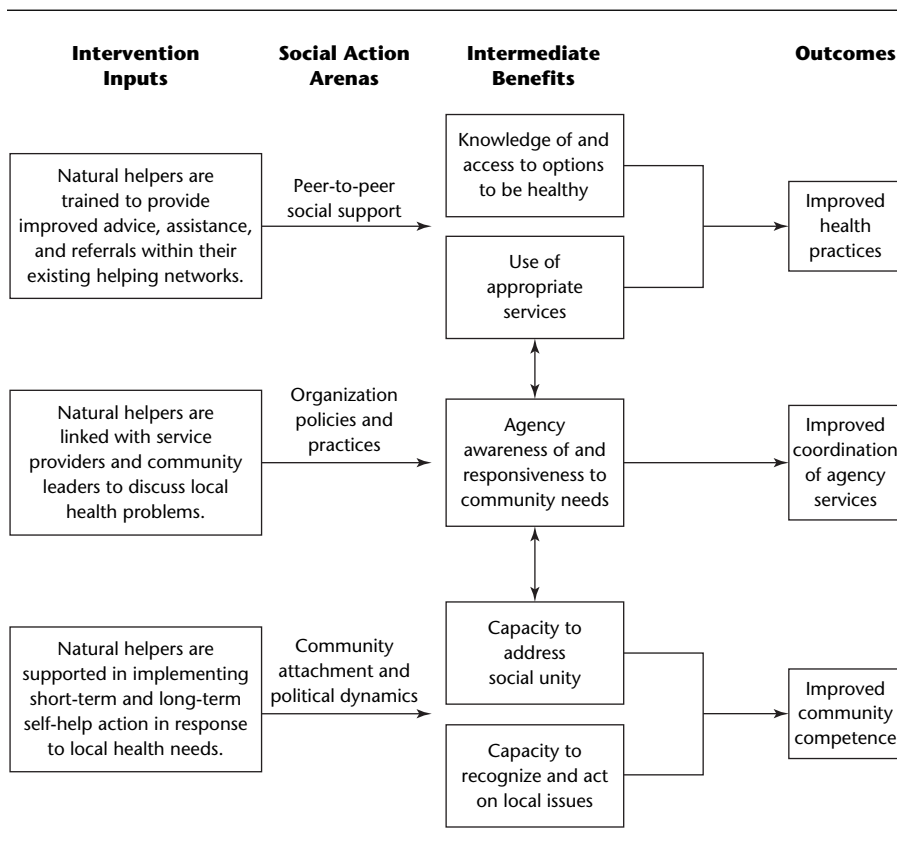 Intervention
Inputs
Social Action
Arenas
Intermediate
Benefits
Outcomes
Natural helpers are
trained to provide
improved advice, assistance,
and referrals within their
existing helping networks.
Peer-to-peer
social support
Knowledge of and
access to options
to be healthy
Use of
appropriate
services
Improved
health
practices
Natural helpers are
linked with service
providers and community
leaders to discuss local
health problems.
Organization
policies and
practices
Agency
awareness of and
responsiveness to
community needs
Improved
coordination
of agency
services
Natural helpers are
supported in implementing
short-term and long-term
self-help action in response
to local health needs.
Community
attachment and
political dynamics
Capacity to
address
social unity
Capacity to
recognize and act
on local issues
Improved
community
competence